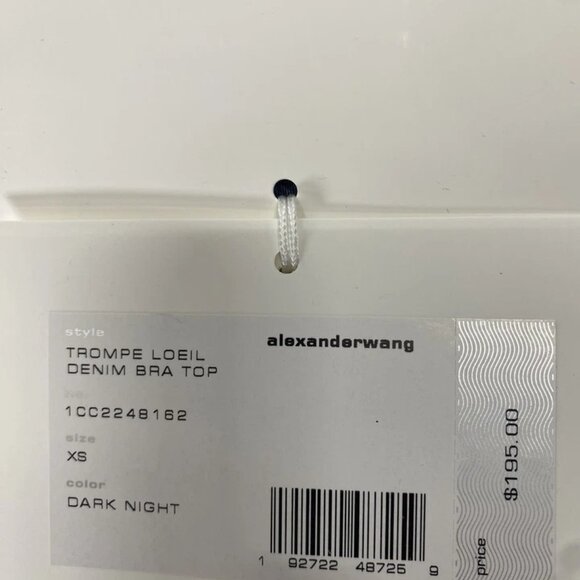 style
TROMPE LOEIL
DENIM BRA TOP
1CC2248162
size
XS
color
DARK NIGHT
alexanderwang
1 92722 48725 9
price
$195.00